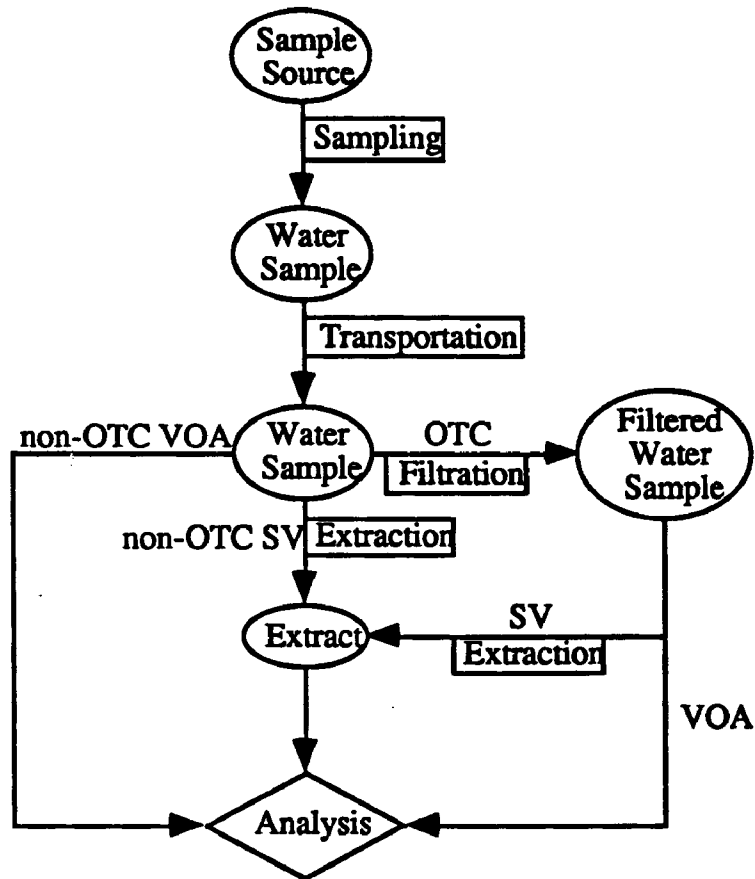 Sample
Source
Sampling
Water
Sample
Transportation
non-OTC VOA
Water
Sample
OTC
Filtration
Filtered
Water
Sample
non-OTC SV
Extraction
Extract
SV
Extraction
VOA
Analysis